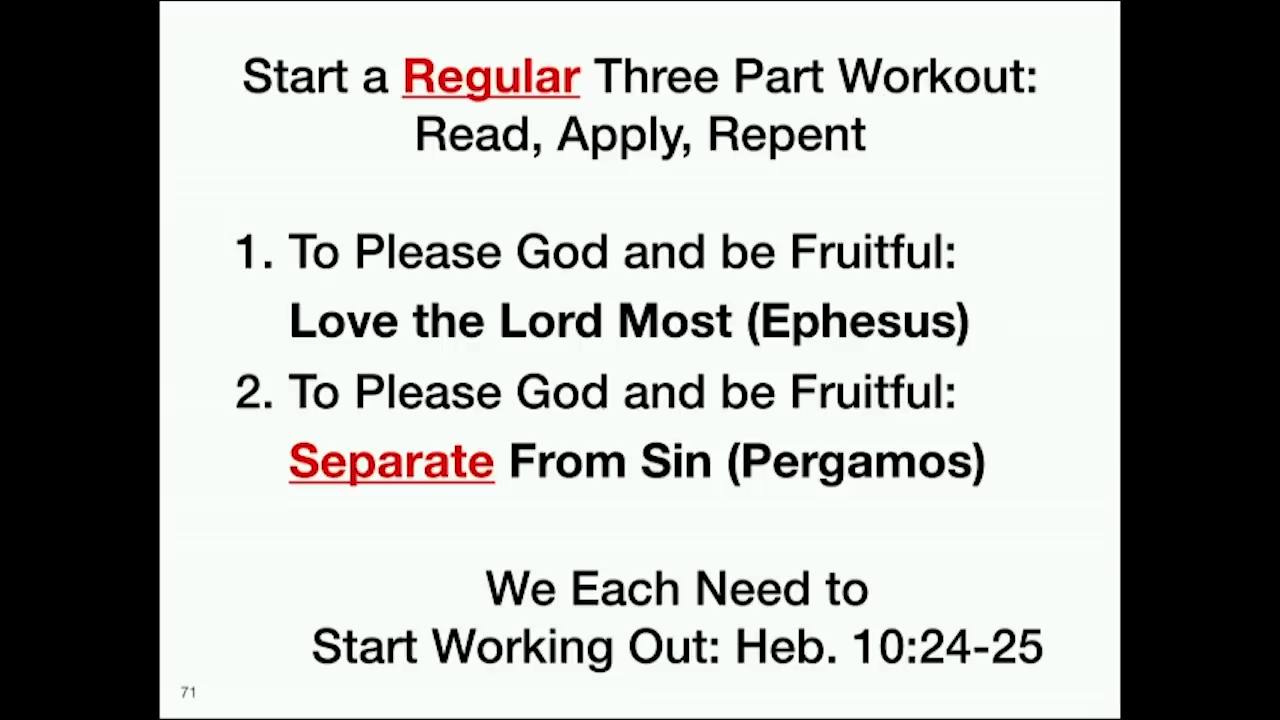 Start a Regular Three Part Workout:
Read, Apply, Repent
1. To Please God and be Fruitful:
Love the Lord Most (Ephesus)
2. To Please God and be Fruitful:
Separate From Sin (Pergamos)
We Each Need to
Start Working Out: Heb. 10:24-25
71